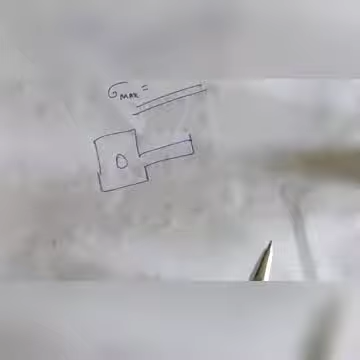 σmax =